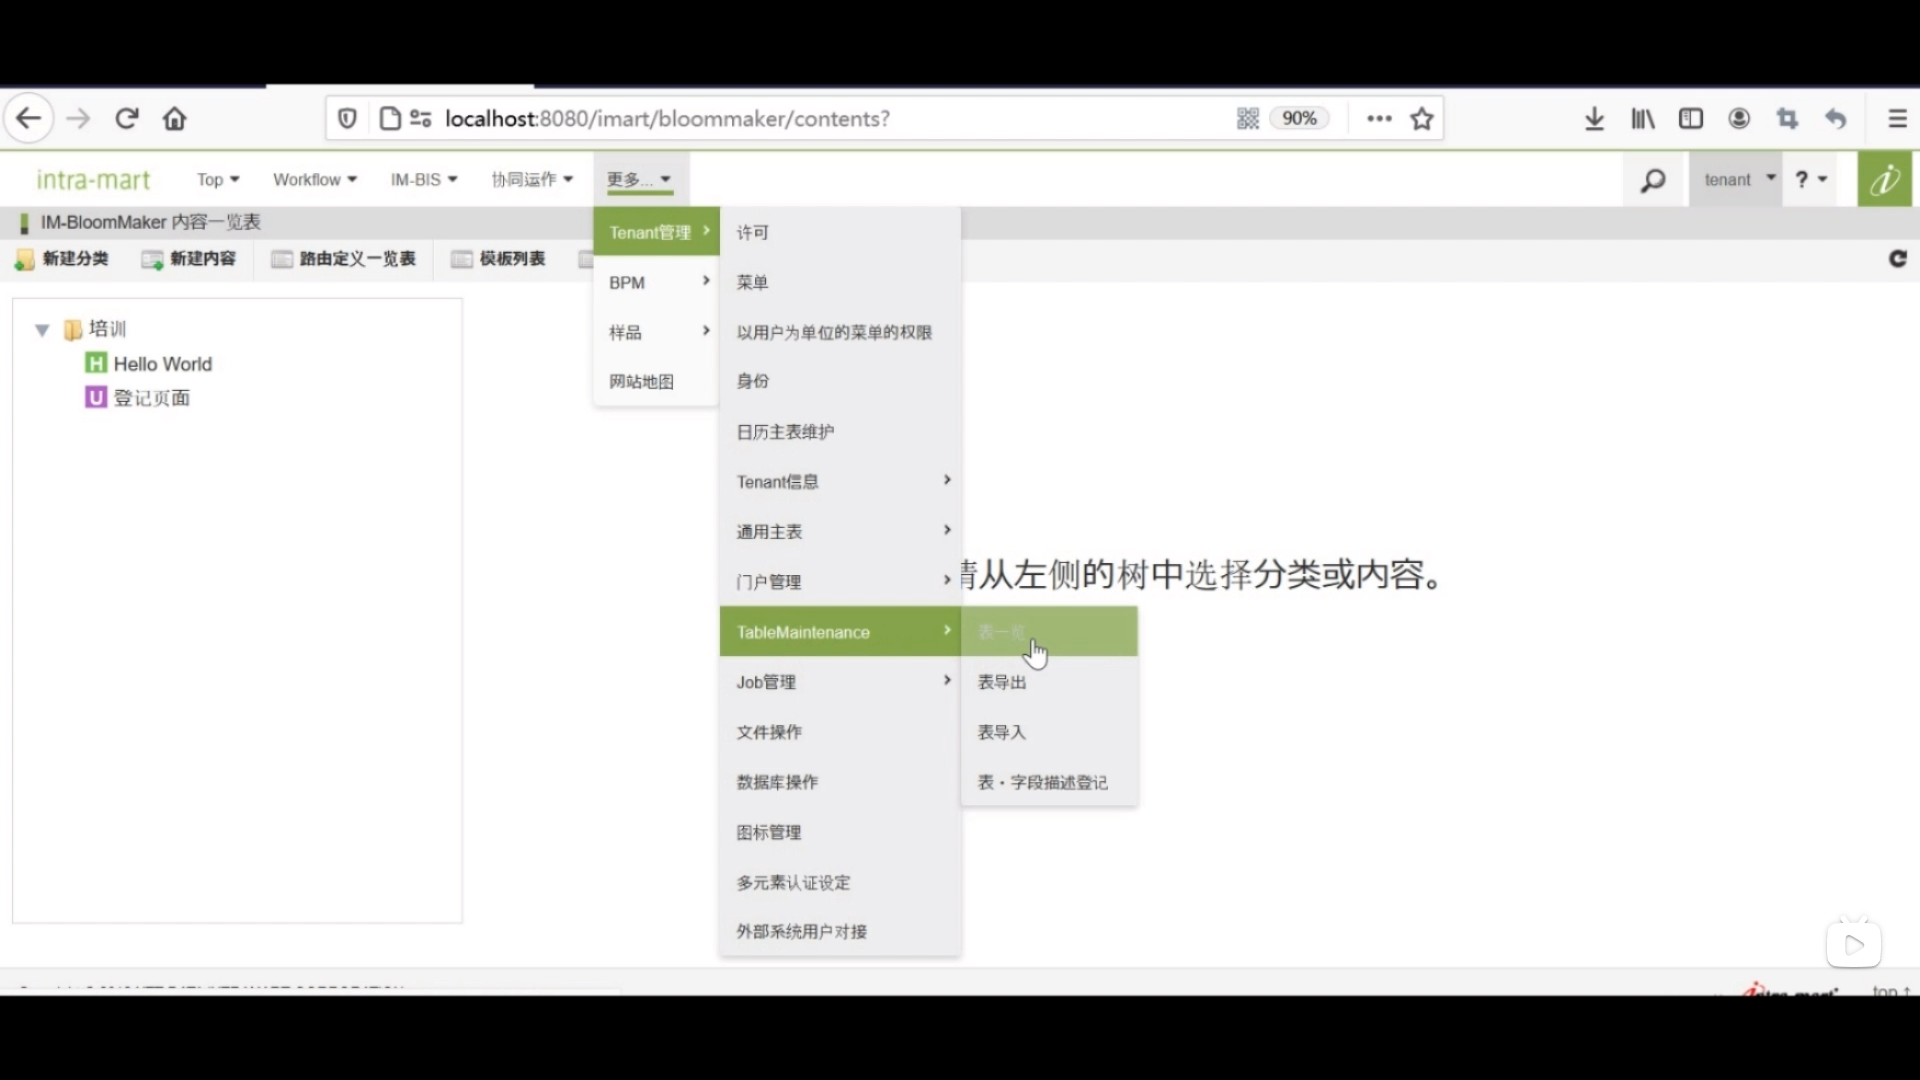 localhost:8080/imart/bloommaker/contents?
90%
intra-mart
Top
Workflow
IM-BIS
协同运作
更多...
tenant
?
IM-BloomMaker 内容一览表
新建分类
新建内容
路由定义一览表
模板列表
培训
H Hello World
U 登记页面
Tenant管理
BPM
样品
网站地图
许可
菜单
以用户为单位的菜单的权限
身份
日历主表维护
Tenant信息
通用主表
门户管理
TableMaintenance
Job管理
文件操作
数据库操作
图标管理
多元素认证设定
外部系统用户对接
表一览
表导出
表导入
表・字段描述登记
请从左侧的树中选择分类或内容。
intra-mart
top ↑